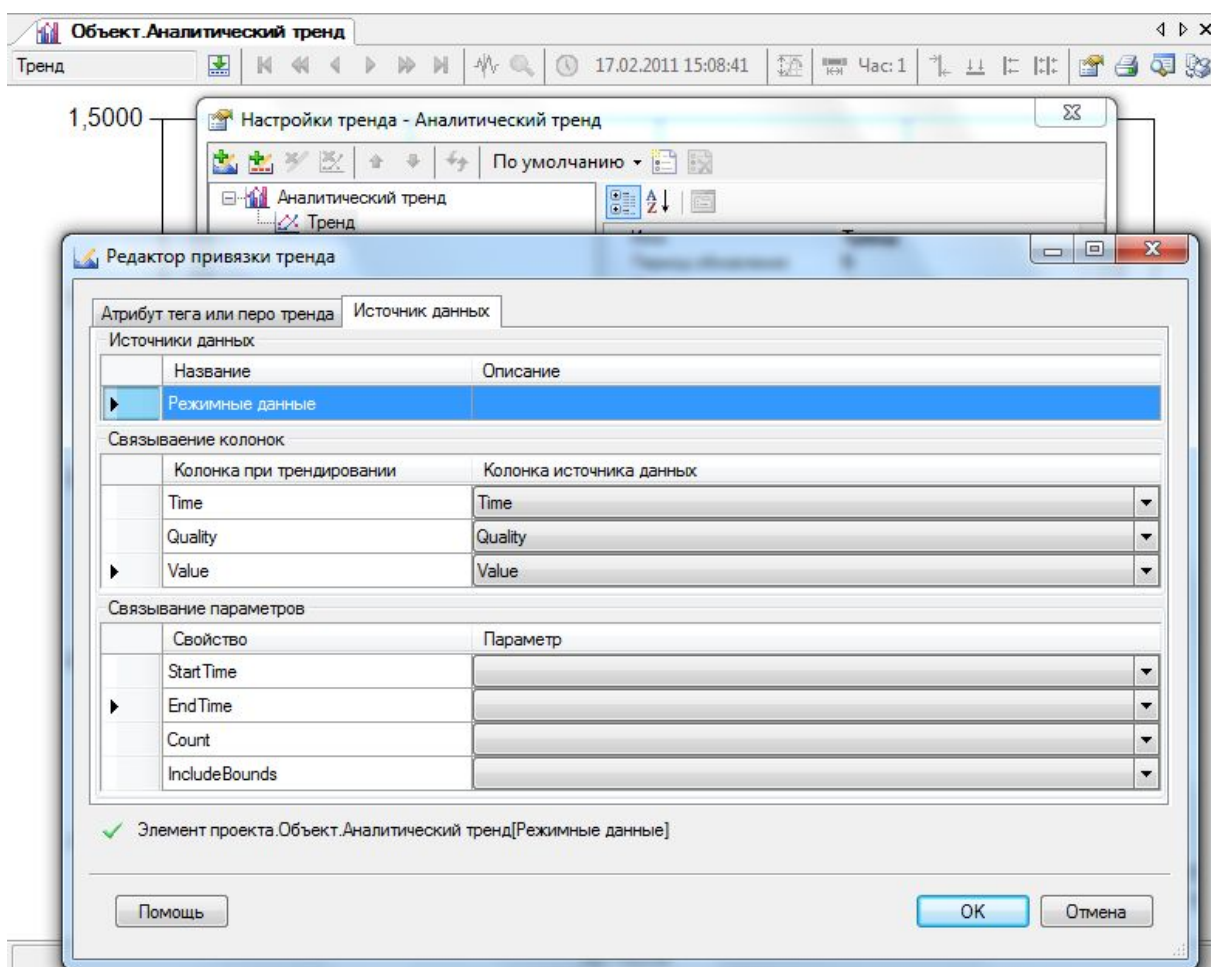 Объект.Аналитический тренд
Тренд 17.02.2011 15:08:41 Час: 1
1,5000
Настройки тренда - Аналитический тренд
По умолчанию
Аналитический тренд
Тренд
Редактор привязки тренда
Атрибут тега или перо тренда Источник данных
Источники данных
Название Описание
Режимные данные
Связываение колонок
Колонка при трендировании Колонка источника данных
Time Time
Quality Quality
Value Value
Связывание параметров
Свойство Параметр
StartTime
EndTime
Count
IncludeBounds
Элемент проекта.Объект.Аналитический тренд[Режимные данные]
Помощь OK Отмена